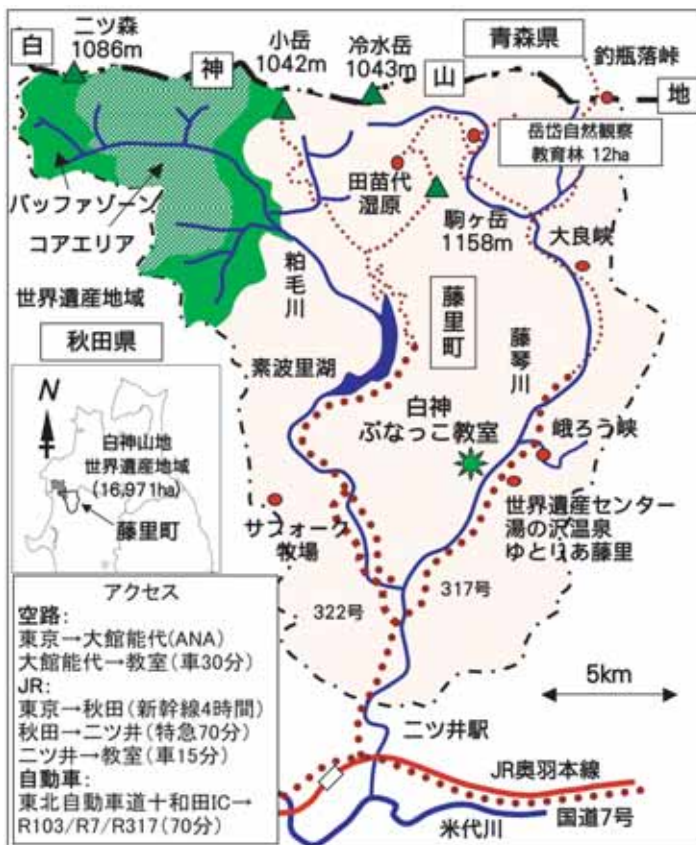 二ツ森
1086m
小岳
1042m
冷水岳
1043m
青森県
釣瓶落峠
白
神
山
地
岳岱自然観察
教育林 12ha
田苗代
湿原
駒ヶ岳
1158m
大良峡
バッファゾーン
コアエリア
世界遺産地域
粕毛川
藤里町
藤琴川
秋田県
素波里湖
白神
ぶなっこ教室
峨ろう峡
N
白神山地
世界遺産地域
(16,971ha)
藤里町
サフォーク
牧場
世界遺産センター
湯の沢温泉
ゆとりあ藤里
322号
317号
5km
アクセス
空路:
東京→大館能代(ANA)
大館能代→教室(車30分)
JR:
東京→秋田(新幹線4時間)
秋田→二ツ井(特急70分)
二ツ井→教室(車15分)
自動車:
東北自動車道十和田IC→
R103/R7/R317(70分)
二ツ井駅
JR奥羽本線
国道7号
米代川